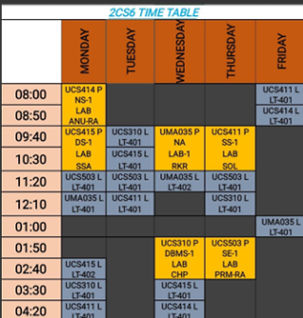 2CS6 TIME TABLE
MONDAY TUESDAY WEDNESDAY THURSDAY FRIDAY
08:00 UCS414 P UCS411 L
NS-1 LT-401
08:50 LAB UCS414 L
ANU-RA LT-401
09:40 UCS415 P UCS310 L UMA035 P UCS411 P
DS-1 LT-401 NA SS-1
10:30 LAB UCS415 L LAB-1 LAB
SSA LT-401 RKR SOL
11:20 UCS503 L UCS503 L UMA035 L UCS503 L
LT-401 LT-401 LT-402 LT-401
12:10 UMA035 L UCS411 L UCS310 L
LT-401 LT-401 LT-401
01:00 UMA035 L
LT-401
01:50 UCS310 P UCS503 P
DBMS-1 SE-1
02:40 UCS415 L LAB LAB
LT-402 CHP PRM-RA
03:30 UCS310 L UCS415 L
LT-401 LT-401
04:20 UCS411 L UCS414 L
LT-401 LT-401